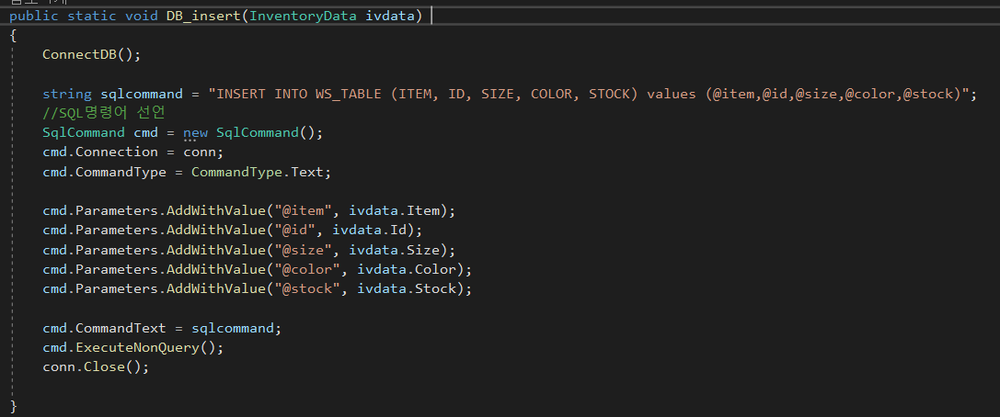 public static void DB_insert(InventoryData ivdata)
{
ConnectDB();
string sqlcommand = "INSERT INTO WS_TABLE (ITEM, ID, SIZE, COLOR, STOCK) values (@item,@id,@size,@color,@stock)";
//SQL명령어 선언
SqlCommand cmd = new SqlCommand();
cmd.Connection = conn;
cmd.CommandType = CommandType.Text;
cmd.Parameters.AddWithValue("@item", ivdata.Item);
cmd.Parameters.AddWithValue("@id", ivdata.Id);
cmd.Parameters.AddWithValue("@size", ivdata.Size);
cmd.Parameters.AddWithValue("@color", ivdata.Color);
cmd.Parameters.AddWithValue("@stock", ivdata.Stock);
cmd.CommandText = sqlcommand;
cmd.ExecuteNonQuery();
conn.Close();
}